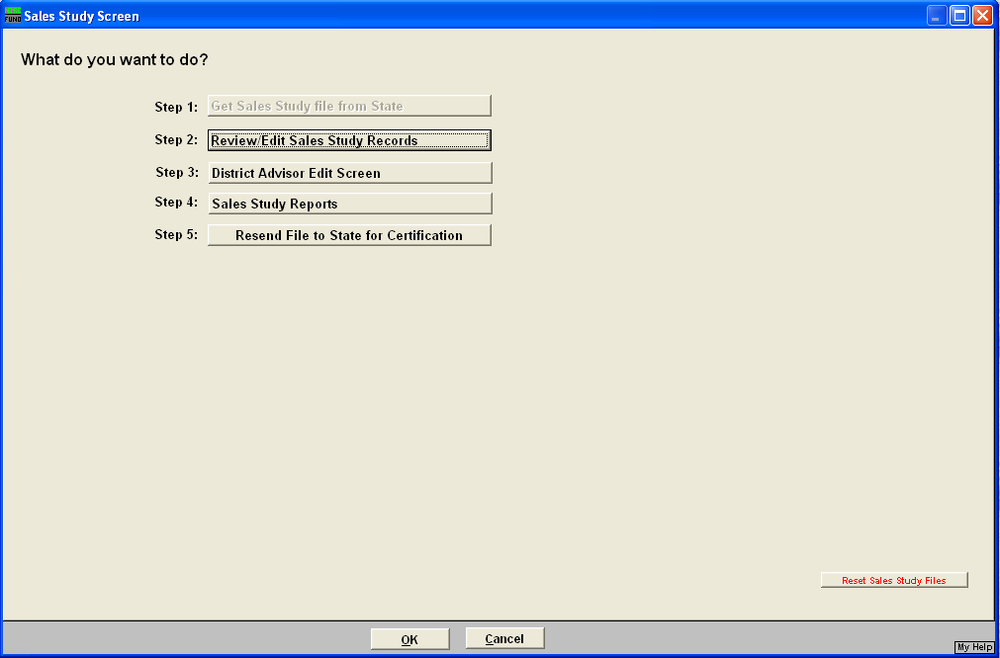 FUND Sales Study Screen
What do you want to do?
Step 1: Get Sales Study file from State
Step 2: Review/Edit Sales Study Records
Step 3: District Advisor Edit Screen
Step 4: Sales Study Reports
Step 5: Resend File to State for Certification
Reset Sales Study Files
OK Cancel
My Help